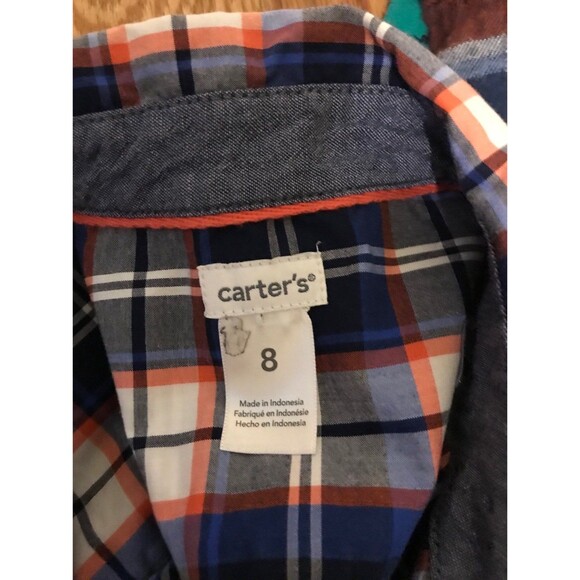 carter's®
8
Made in Indonesia
Fabriqué en Indonésie
Hecho en Indonesia